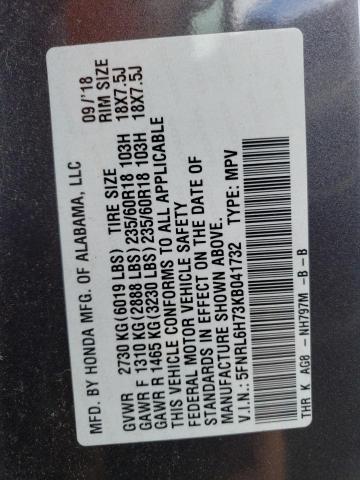 MFD. BY HONDA MFG. OF ALABAMA, LLC 09/'18
TIRE SIZE RIM SIZE
GVWR 2730 KG(6019 LBS)
GAWR F 1310 KG(2888 LBS) 235/60R18 103H 18X7.5J
GAWR R 1465 KG(3230 LBS) 235/60R18 103H 18X7.5J
THIS VEHICLE CONFORMS TO ALL APPLICABLE
FEDERAL MOTOR VEHICLE SAFETY
STANDARDS IN EFFECT ON THE DATE OF
MANUFACTURE SHOWN ABOVE.
V.I.N.: 5FNRL6H73KB041732 TYPE: MPV
THR K AG8 -NH797M -B -B